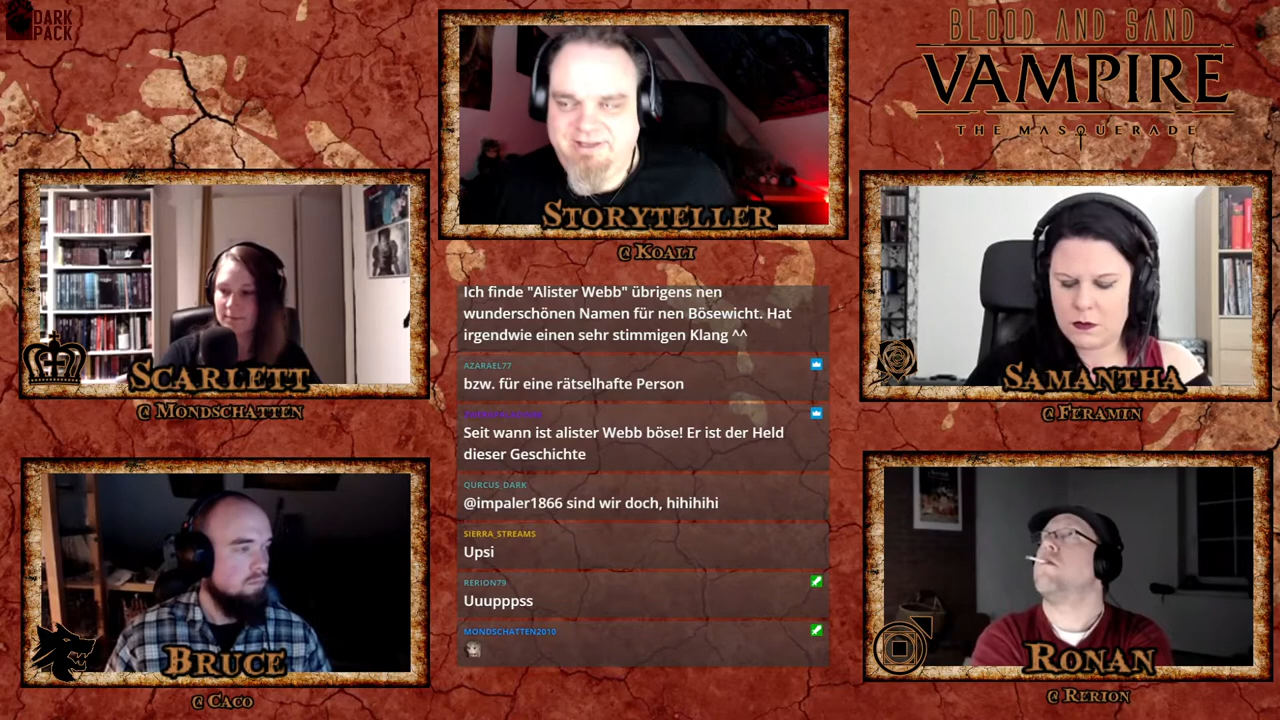 DARK
PACK
BLOOD AND SAND
VAMPIRE
THE MASQUERADE
STORYTELLER
@ KOALI
SCARLETT
@ MONDSCHATTEN
SAMANTHA
@ FERAMIN
Ich finde "Alister Webb" übrigens nen
wunderschönen Namen für nen Bösewicht. Hat
irgendwie einen sehr stimmigen Klang ^^
AZARAEL77
bzw. für eine rätselhafte Person
Seit wann ist alister Webb böse! Er ist der Held
dieser Geschichte
QURCUS_DARK
@impaler1866 sind wir doch, hihihihi
SIERRA_STREAMS
Upsi
RERION79
Uuupppss
MONDSCHATTEN2010
BRUCE
@ CACO
RONAN
@ RERION